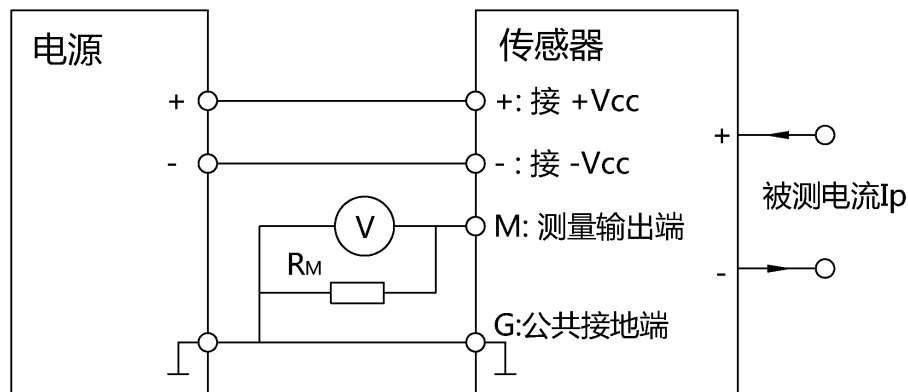 电源
传感器
+
+: 接 +Vcc
+
-
- : 接 -Vcc
被测电流Ip
V
M: 测量输出端
RM
-
G:公共接地端